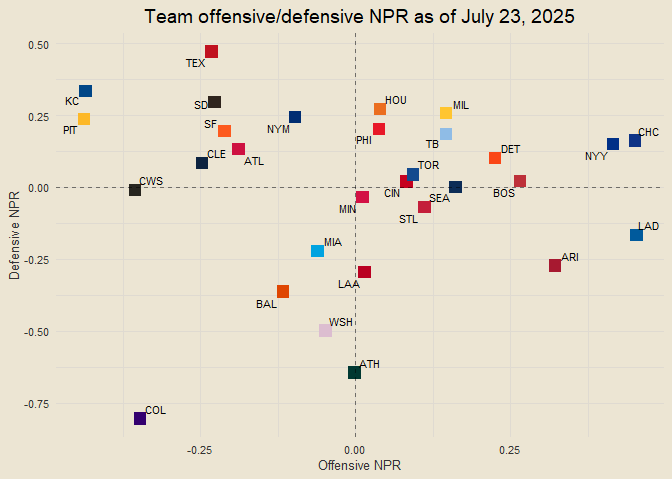 Team offensive/defensive NPR as of July 23, 2025
0.50
TEX
KC
SD
HOU
MIL
0.25
PIT
SF
NYM
PHI
TB
CHC
NYY
CLE
ATL
DET
TOR
CWS
0.00
CIN
SEA
BOS
MIN
STL
LAD
MIA
ARI
-0.25
LAA
BAL
WSH
-0.50
ATH
-0.75
COL
Defensive NPR
-0.25
0.00
0.25
Offensive NPR